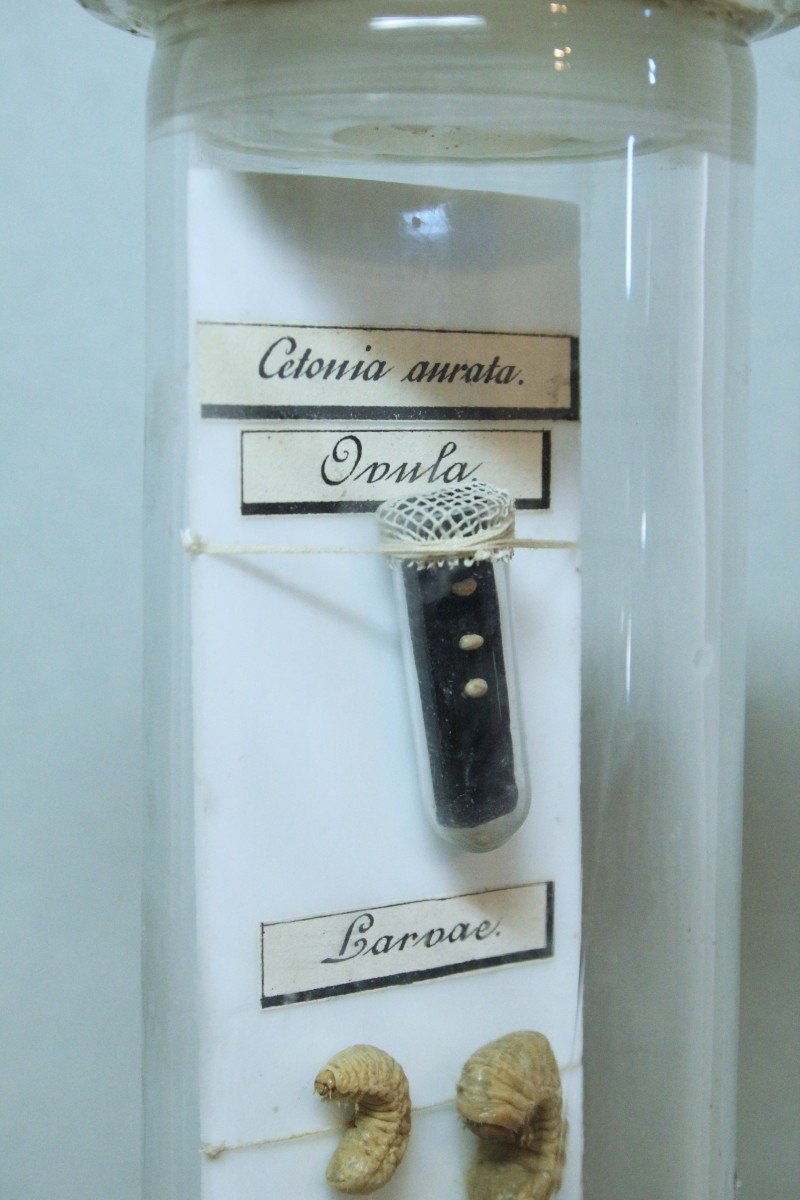 Cetonia aurata.
Ovula
Larvae.